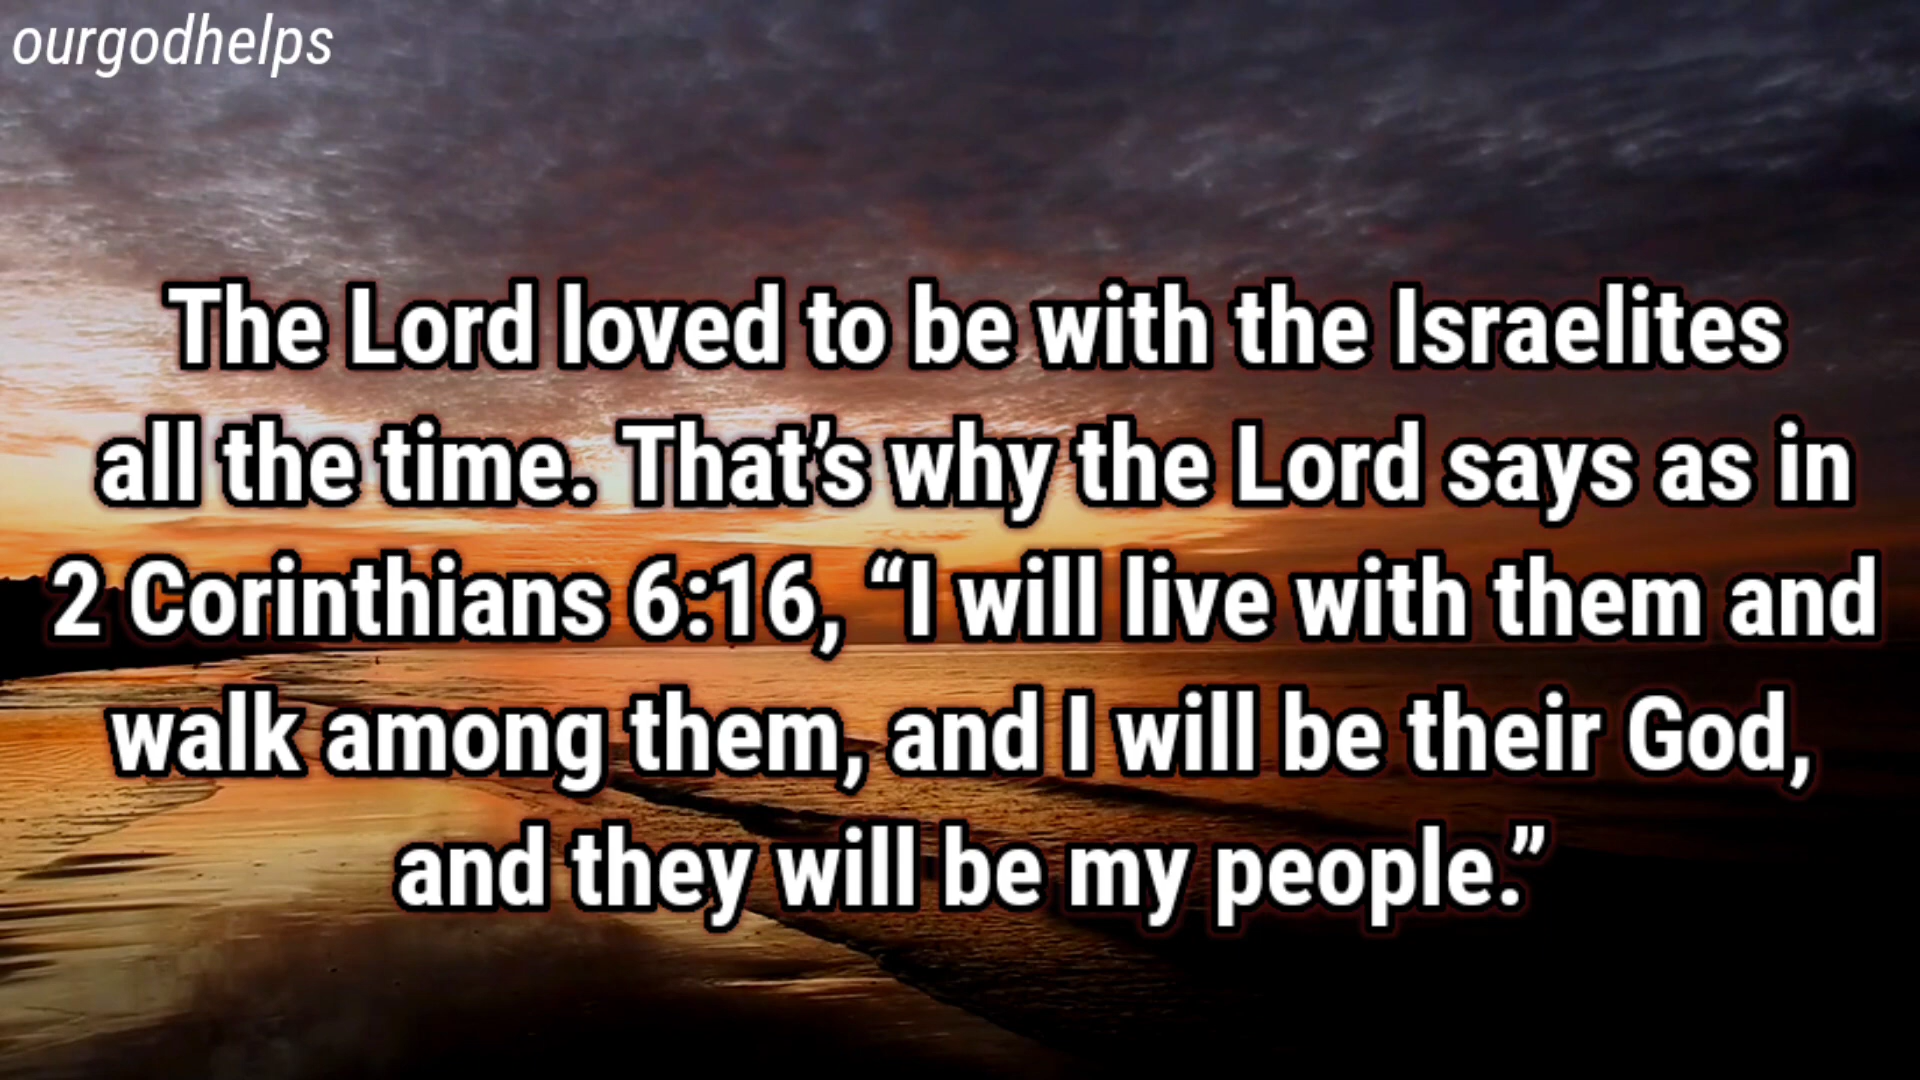 ourgodhelps
The Lord loved to be with the Israelites
all the time. That’s why the Lord says as in
2 Corinthians 6:16, “I will live with them and
walk among them, and I will be their God,
and they will be my people.”